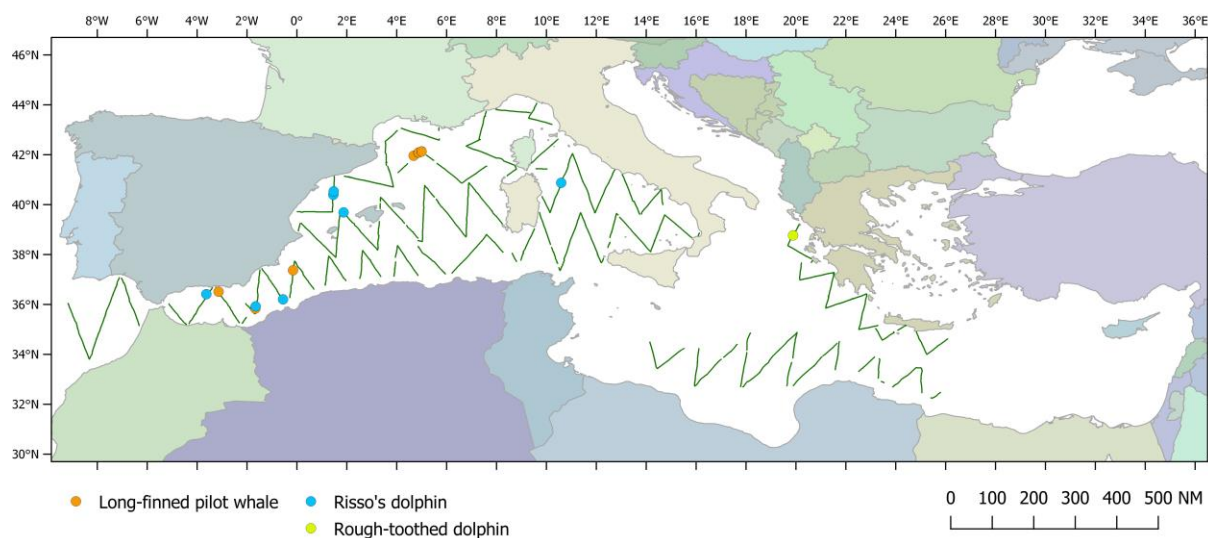 8°W 6°W 4°W 2°W 0° 2°E 4°E 6°E 8°E 10°E 12°E 14°E 16°E 18°E 20°E 22°E 24°E 26°E 28°E 30°E 32°E 34°E 36°E
46°N
44°N
42°N
40°N
38°N
36°N
34°N
32°N
30°N
Long-finned pilot whale Risso's dolphin
Rough-toothed dolphin
0 100 200 300 400 500 NM